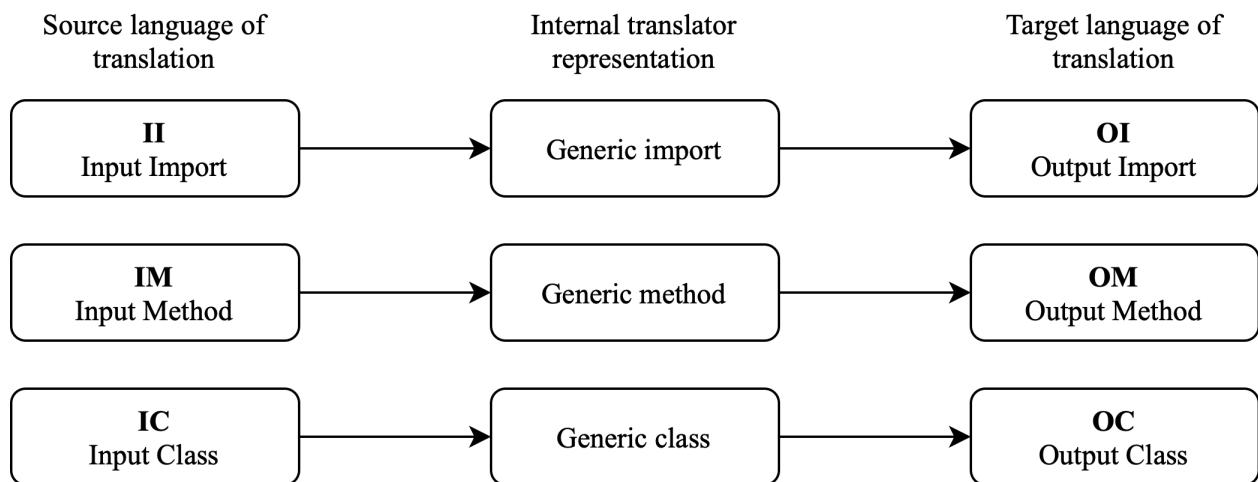 Source language of
translation
Internal translator
representation
Target language of
translation
II
Input Import
Generic import
OI
Output Import
IM
Input Method
Generic method
OM
Output Method
IC
Input Class
Generic class
OC
Output Class